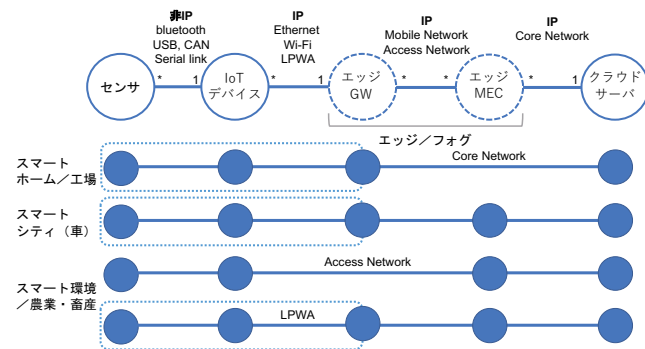 非IP
bluetooth
USB, CAN
Serial link
IP
Ethernet
Wi-Fi
LPWA
IP
Mobile Network
Access Network
IP
Core Network
センサ
* 1
IoT
デバイス
* 1
エッジ
GW
* *
エッジ
MEC
* 1
クラウド
サーバ
エッジ／フォグ
スマート
ホーム／工場
Core Network
スマート
シティ（車）
Access Network
スマート環境
／農業・畜産
LPWA